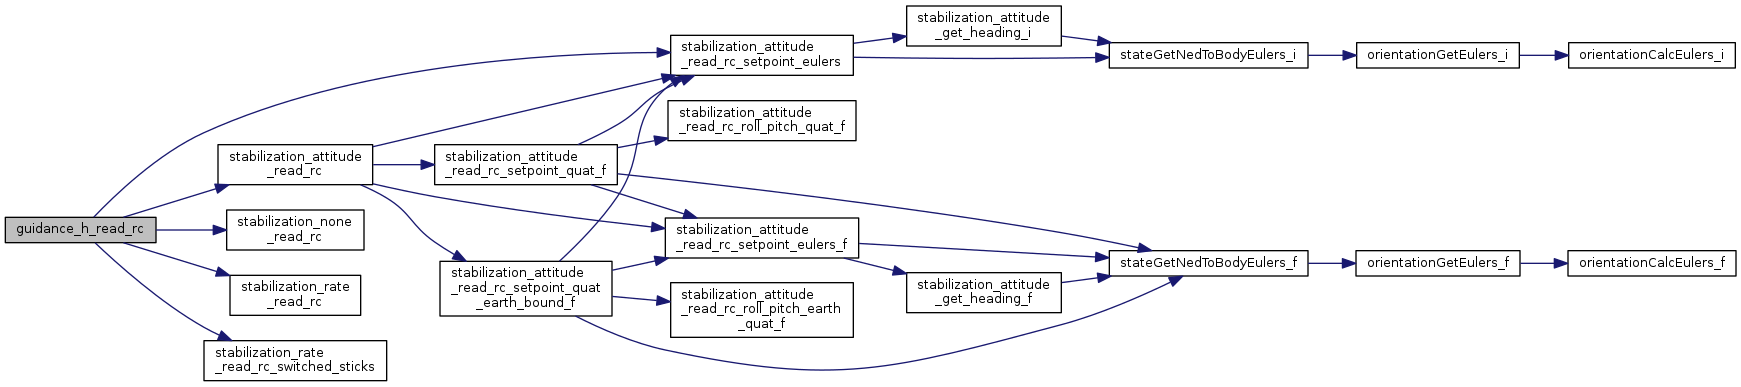 guidance_h_read_rc
stabilization_attitude
_read_rc
stabilization_none
_read_rc
stabilization_rate
_read_rc
stabilization_rate
_read_rc_switched_sticks
stabilization_attitude
_read_rc_setpoint_quat_f
stabilization_attitude
_read_rc_setpoint_quat
_earth_bound_f
stabilization_attitude
_read_rc_setpoint_eulers
stabilization_attitude
_read_rc_roll_pitch_quat_f
stabilization_attitude
_read_rc_setpoint_eulers_f
stabilization_attitude
_read_rc_roll_pitch_earth
_quat_f
stabilization_attitude
_get_heading_i
stabilization_attitude
_get_heading_f
stateGetNedToBodyEulers_i
stateGetNedToBodyEulers_f
orientationGetEulers_i
orientationGetEulers_f
orientationCalcEulers_i
orientationCalcEulers_f